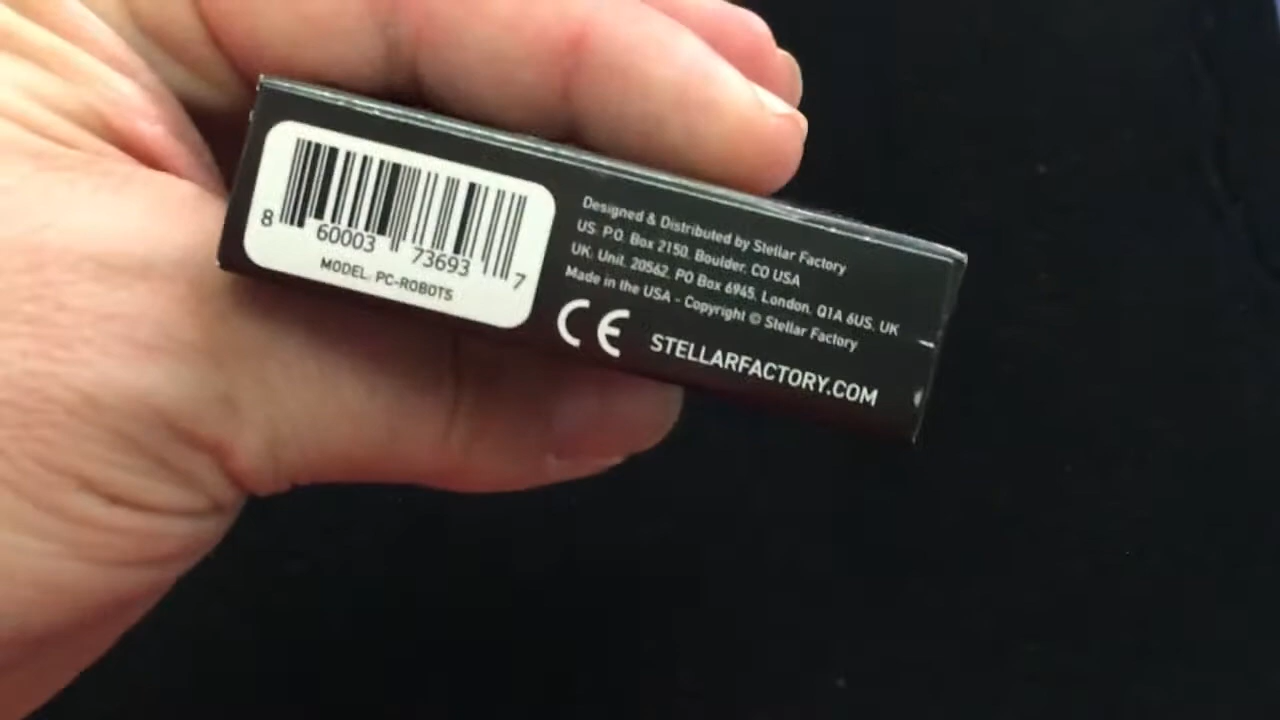 8 60003 73693 7
MODEL: PC-ROBOTS
Designed & Distributed by Stellar Factory
US: P.O. Box 2150, Boulder, CO USA
UK: Unit. 20562, PO Box 6945, London, Q1A 6US, UK
Made in the USA - Copyright © Stellar Factory
CE
STELLARFACTORY.COM